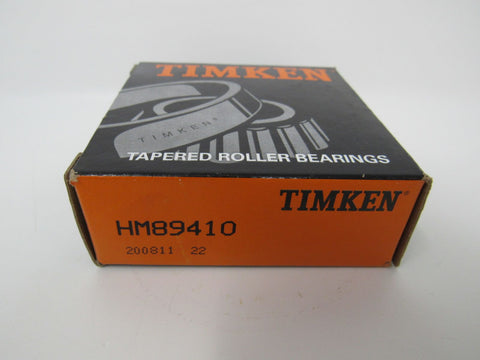 TIMKEN
TIMKEN®
TAPERED ROLLER BEARINGS
TIMKEN®
HM89410
200811 22